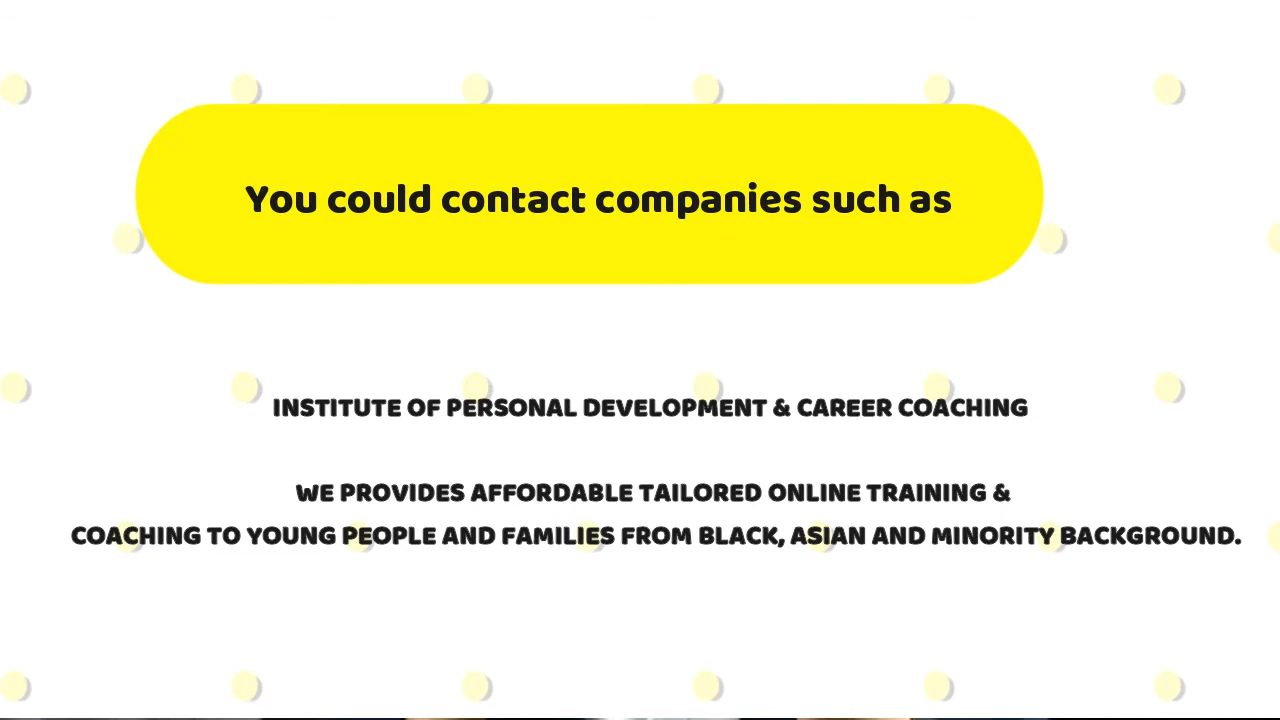 You could contact companies such as
INSTITUTE OF PERSONAL DEVELOPMENT & CAREER COACHING
WE PROVIDES AFFORDABLE TAILORED ONLINE TRAINING &
COACHING TO YOUNG PEOPLE AND FAMILIES FROM BLACK, ASIAN AND MINORITY BACKGROUND.